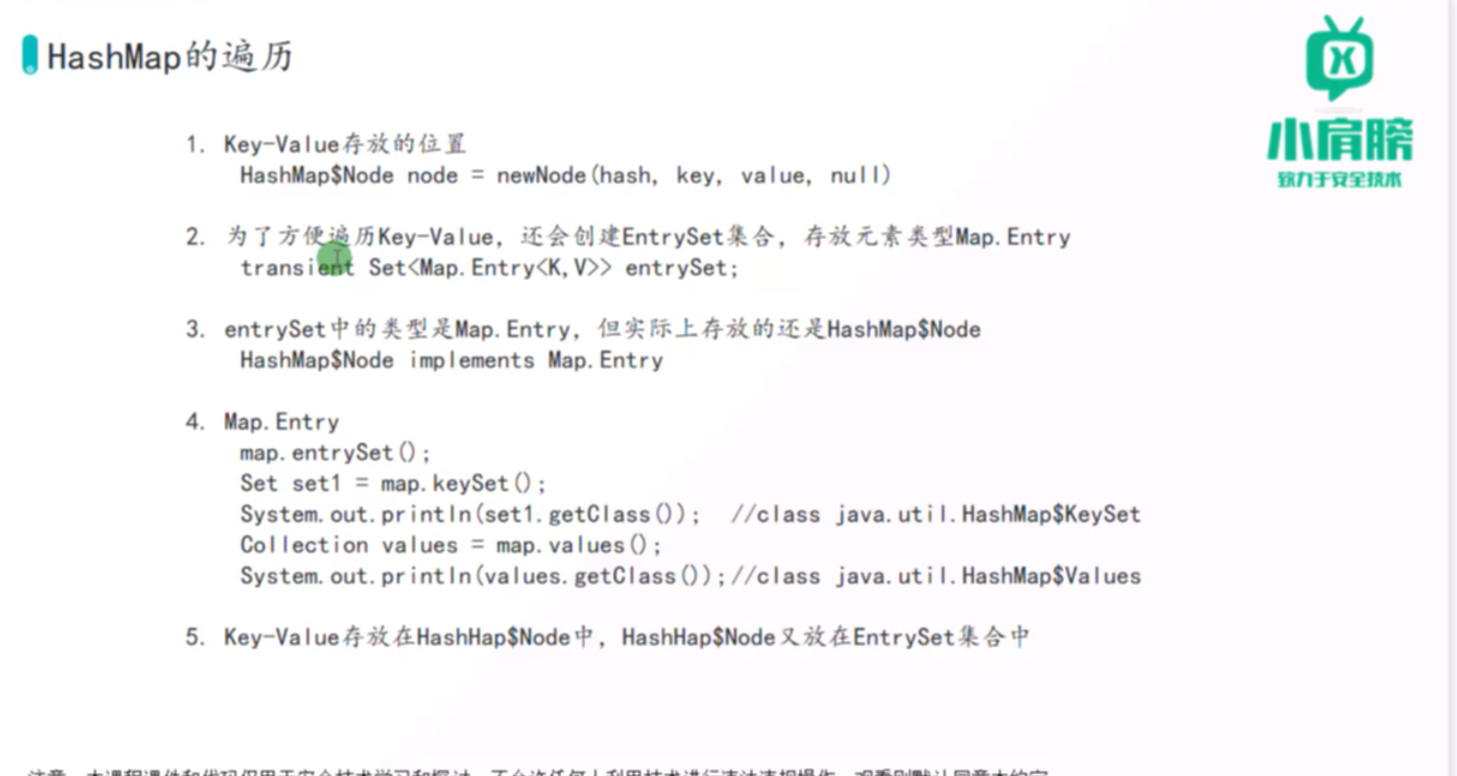 HashMap的遍历
小肩膀
致力于安全技术
1. Key-Value存放的位置
HashMap$Node node = newNode(hash, key, value, null)
2. 为了方便遍历Key-Value, 还会创建EntrySet集合, 存放元素类型Map.Entry
transient Set<Map.Entry<K,V>> entrySet;
3. entrySet中的类型是Map.Entry, 但实际上存放的还是HashMap$Node
HashMap$Node implements Map.Entry
4. Map.Entry
map.entrySet();
Set set1 = map.keySet();
System.out.println(set1.getClass()); //class java.util.HashMap$KeySet
Collection values = map.values();
System.out.println(values.getClass());//class java.util.HashMap$Values
5. Key-Value存放在HashHap$Node中, HashHap$Node又放在EntrySet集合中